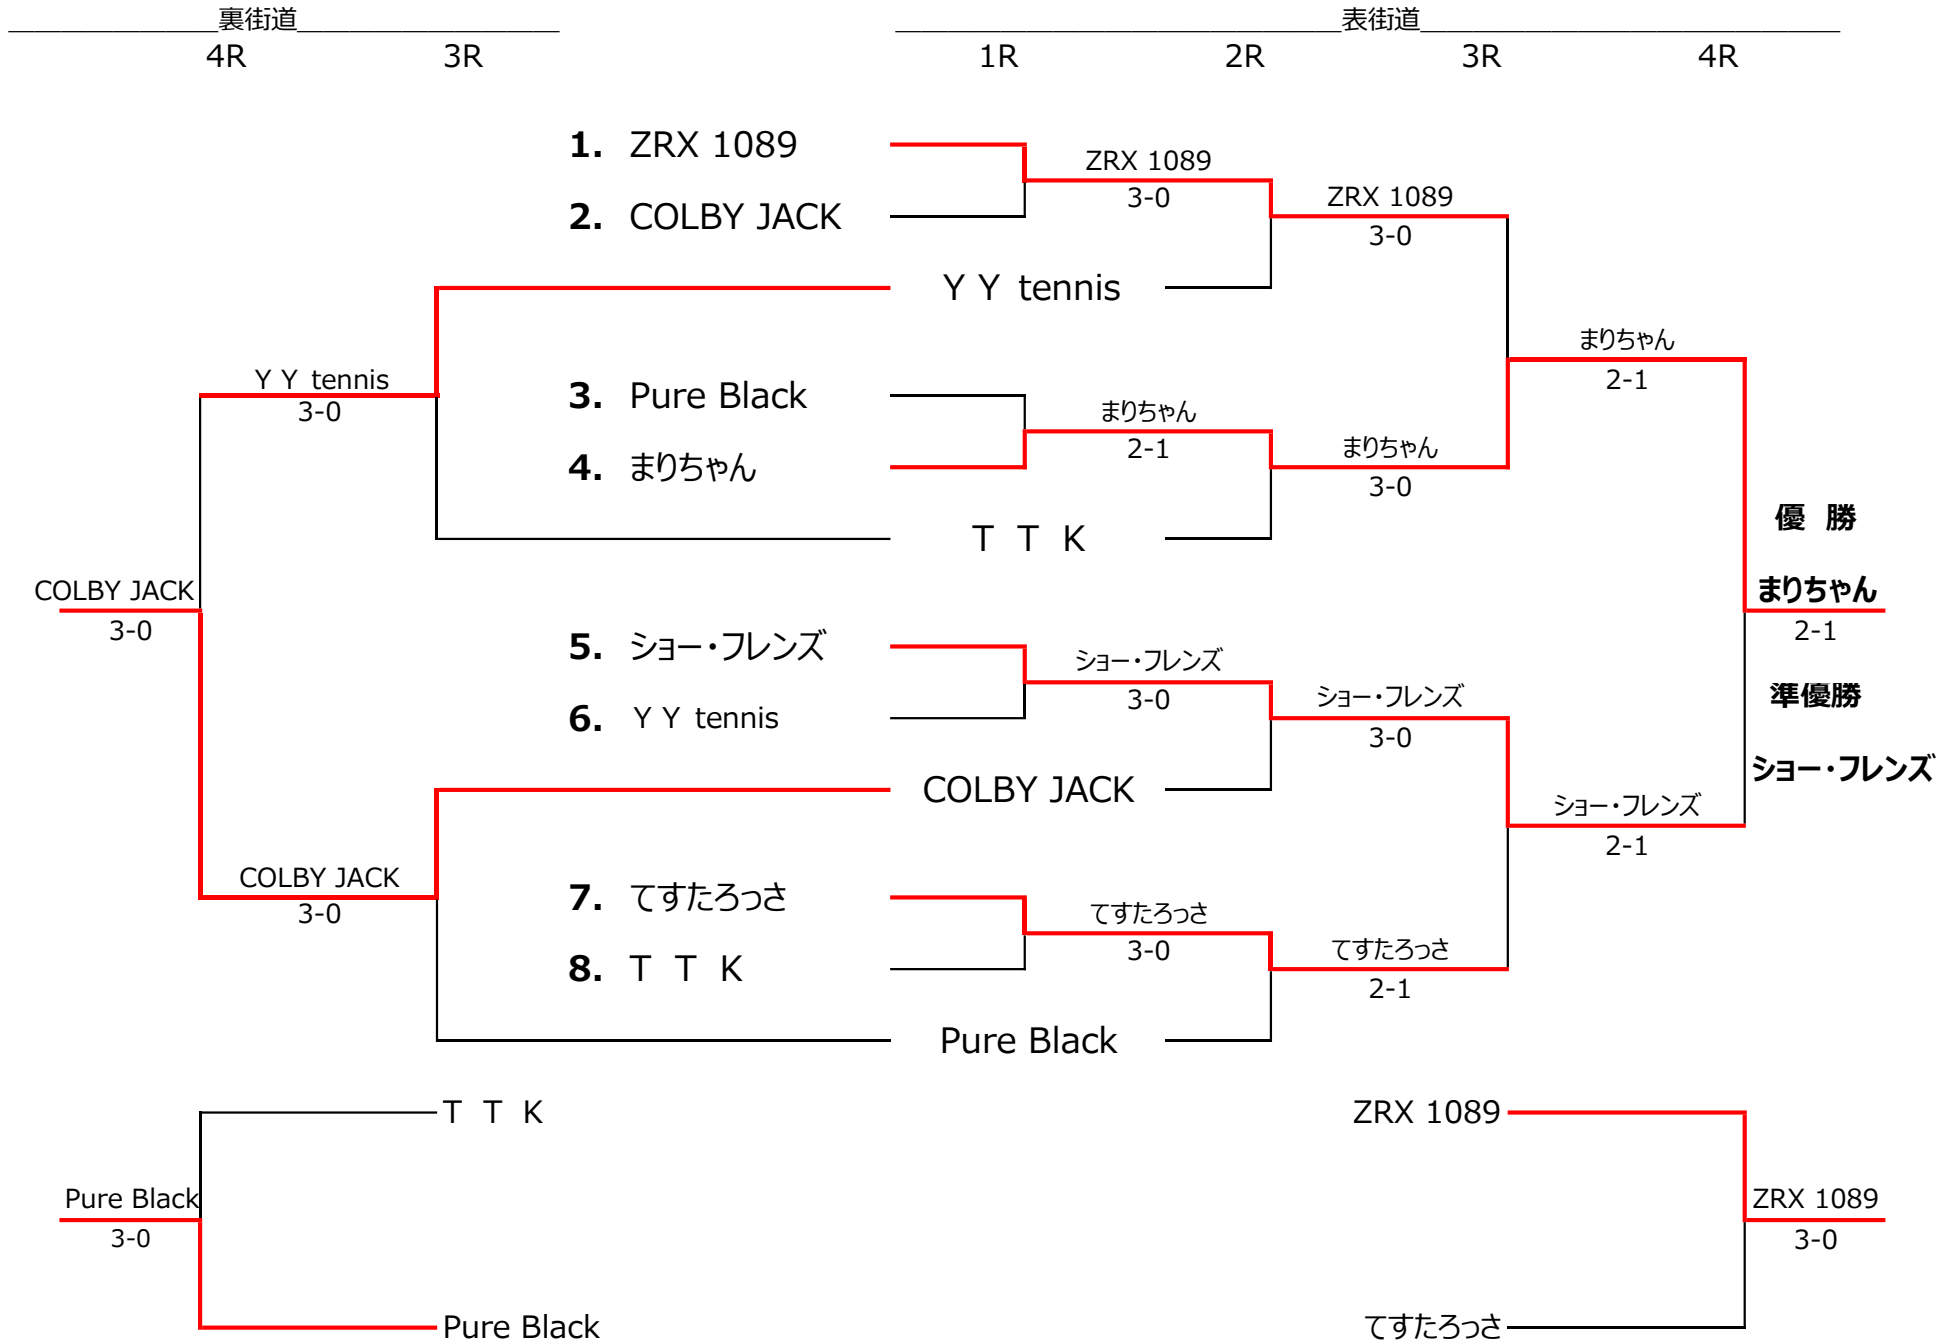 裏街道 表街道
4R 3R 1R 2R 3R 4R
1. ZRX 1089
ZRX 1089
3-0
ZRX 1089
2. COLBY JACK
3-0
Y Y tennis
まりちゃん
2-1
Y Y tennis
3-0
3. Pure Black
まりちゃん
2-1
まりちゃん
4. まりちゃん
3-0
優 勝
T T K
COLBY JACK
3-0
まりちゃん
2-1
5. ショー・フレンズ
ショー・フレンズ
3-0
ショー・フレンズ
準優勝
6. Y Y tennis
3-0
ショー・フレンズ
COLBY JACK
ショー・フレンズ
2-1
COLBY JACK
3-0
7. てすたろっさ
てすたろっさ
3-0
てすたろっさ
8. T T K
2-1
Pure Black
T T K
ZRX 1089
Pure Black
3-0
ZRX 1089
3-0
Pure Black
てすたろっさ